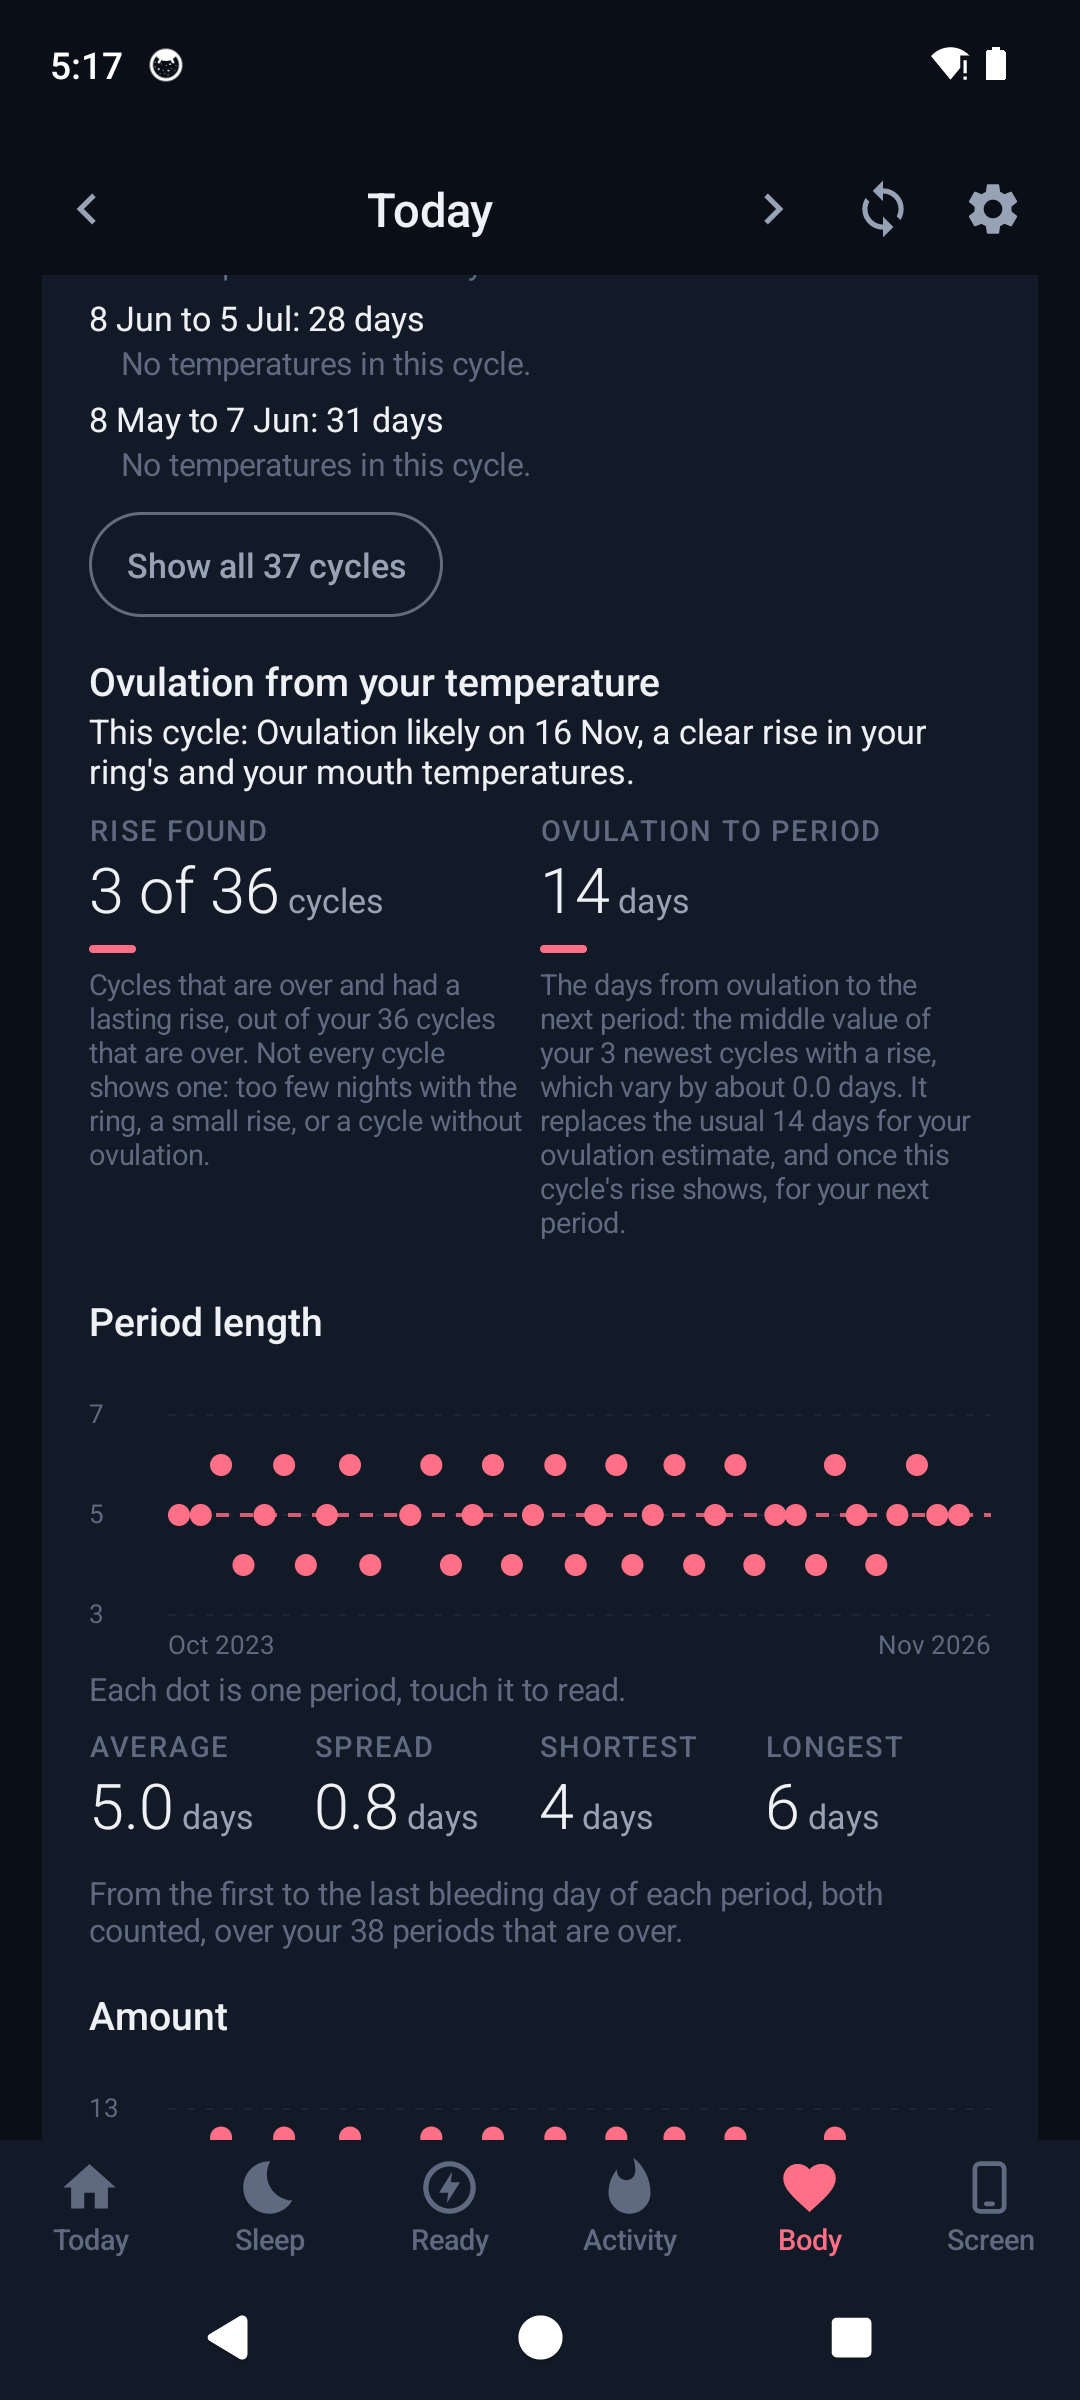 5:17
Today
8 Jun to 5 Jul: 28 days
No temperatures in this cycle.
8 May to 7 Jun: 31 days
No temperatures in this cycle.
Show all 37 cycles
Ovulation from your temperature
This cycle: Ovulation likely on 16 Nov, a clear rise in your
ring's and your mouth temperatures.
RISE FOUND
3 of 36 cycles
Cycles that are over and had a
lasting rise, out of your 36 cycles
that are over. Not every cycle
shows one: too few nights with the
ring, a small rise, or a cycle without
ovulation.
OVULATION TO PERIOD
14 days
The days from ovulation to the
next period: the middle value of
your 3 newest cycles with a rise,
which vary by about 0.0 days. It
replaces the usual 14 days for your
ovulation estimate, and once this
cycle's rise shows, for your next
period.
Period length
7
5
3
Oct 2023 Nov 2026
Each dot is one period, touch it to read.
AVERAGE SPREAD SHORTEST LONGEST
5.0 days 0.8 days 4 days 6 days
From the first to the last bleeding day of each period, both
counted, over your 38 periods that are over.
Amount
13
Today Sleep Ready Activity Body Screen